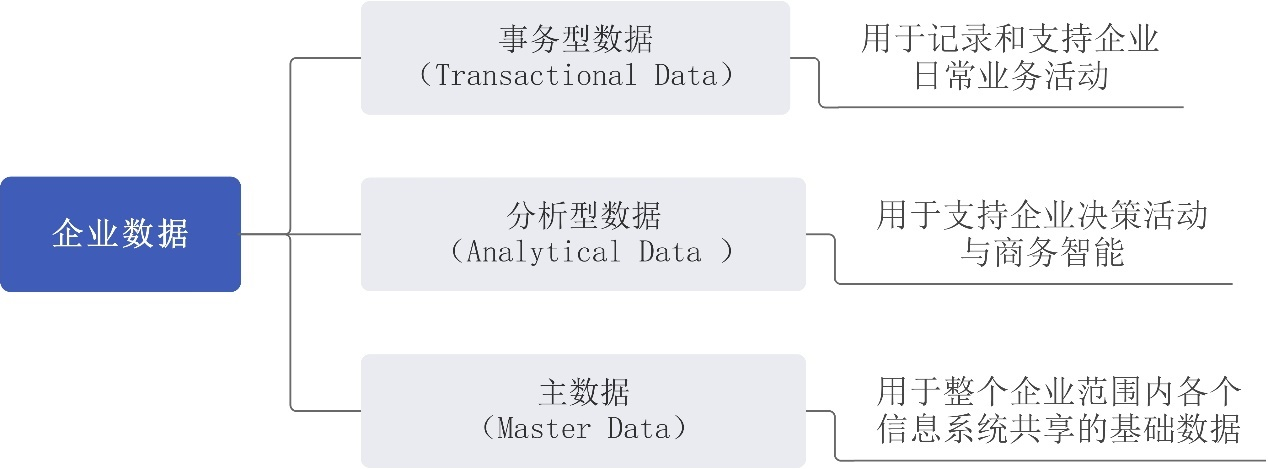 企业数据
事务型数据
（Transactional Data）
用于记录和支持企业
日常业务活动
分析型数据
（Analytical Data ）
用于支持企业决策活动
与商务智能
主数据
（Master Data）
用于整个企业范围内各个
信息系统共享的基础数据